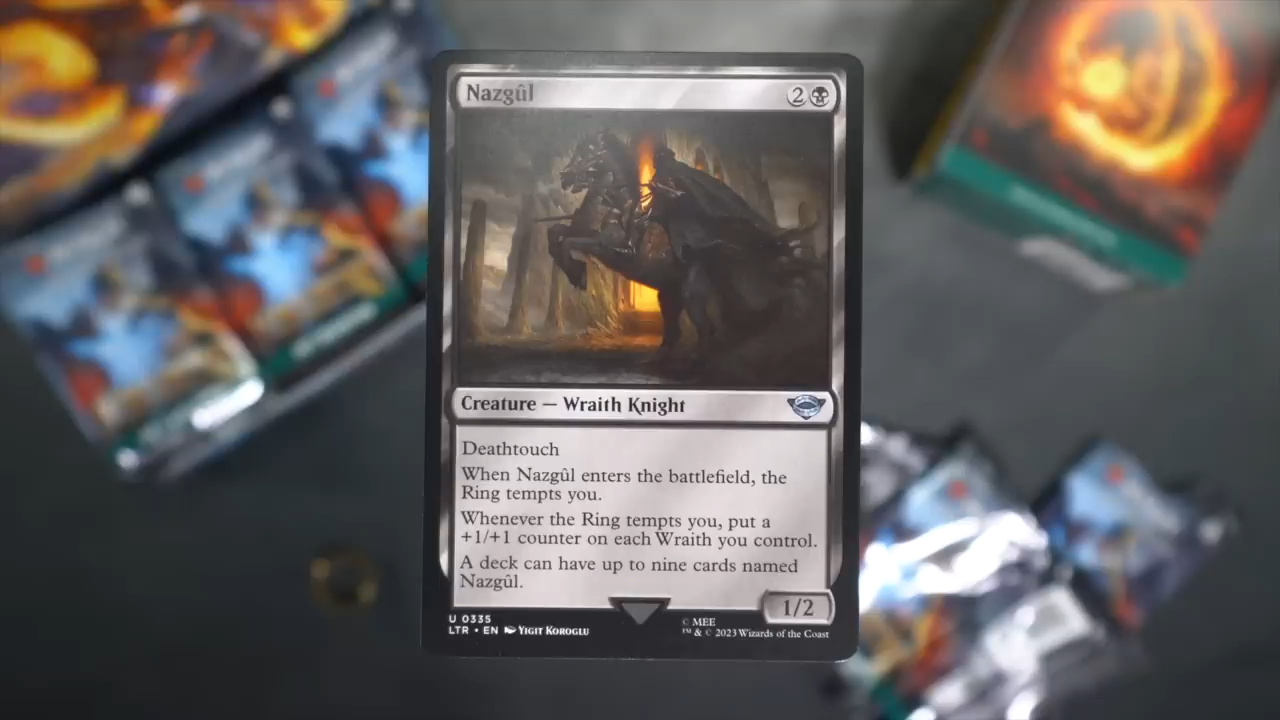 Nazgûl
2
Creature — Wraith Knight
Deathtouch
When Nazgûl enters the battlefield, the
Ring tempts you.
Whenever the Ring tempts you, put a
+1/+1 counter on each Wraith you control.
A deck can have up to nine cards named
Nazgûl.
1/2
U 0335
LTR • EN YIGIT KOROGLU
© MEE
™ & © 2023 Wizards of the Coast